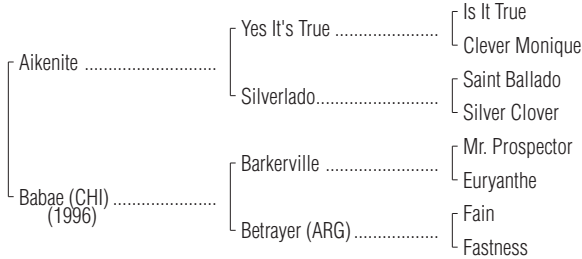 Is It True
Yes It's True ..................
Clever Monique
Aikenite .......................
Saint Ballado
Silverlado.....................
Silver Clover
Mr. Prospector
Barkerville ....................
Euryanthe
Babae (CHI) ..................
(1996)
Fain
Betrayer (ARG)...............
Fastness